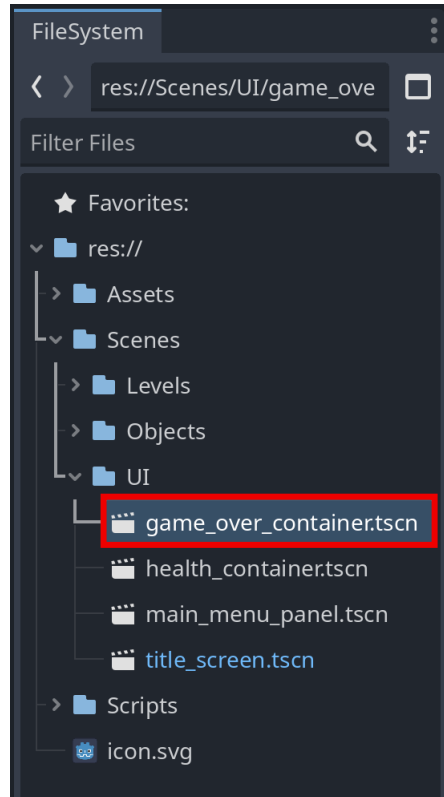 FileSystem
res://Scenes/UI/game_ove
Filter Files
Favorites:
res://
Assets
Scenes
Levels
Objects
UI
game_over_container.tscn
health_container.tscn
main_menu_panel.tscn
title_screen.tscn
Scripts
icon.svg